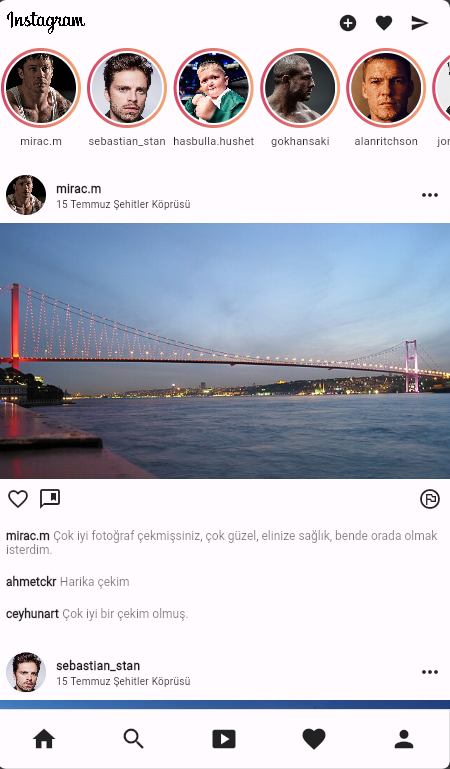 Instagram
mirac.m
sebastian_stan
hasbulla.hushet
gokhansaki
alanritchson
mirac.m
15 Temmuz Şehitler Köprüsü
mirac.m Çok iyi fotoğraf çekmişsiniz, çok güzel, elinize sağlık, bende orada olmak
isterdim.
ahmetckr Harika çekim
ceyhunart Çok iyi bir çekim olmuş.
sebastian_stan
15 Temmuz Şehitler Köprüsü